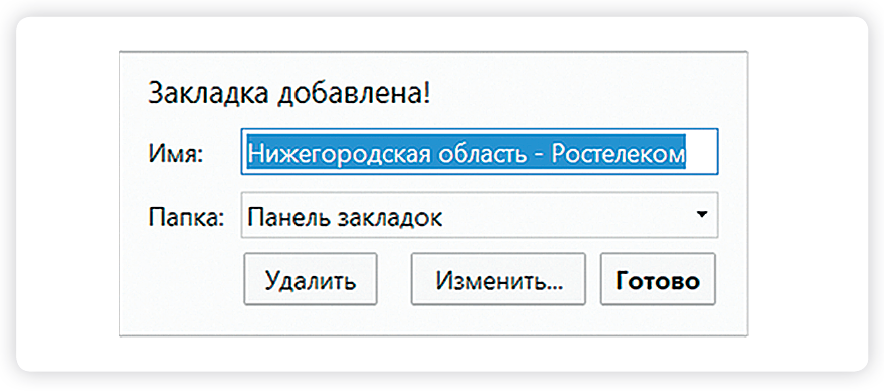 Закладка добавлена!
Имя: Нижегородская область - Ростелеком
Папка: Панель закладок
Удалить Изменить... Готово